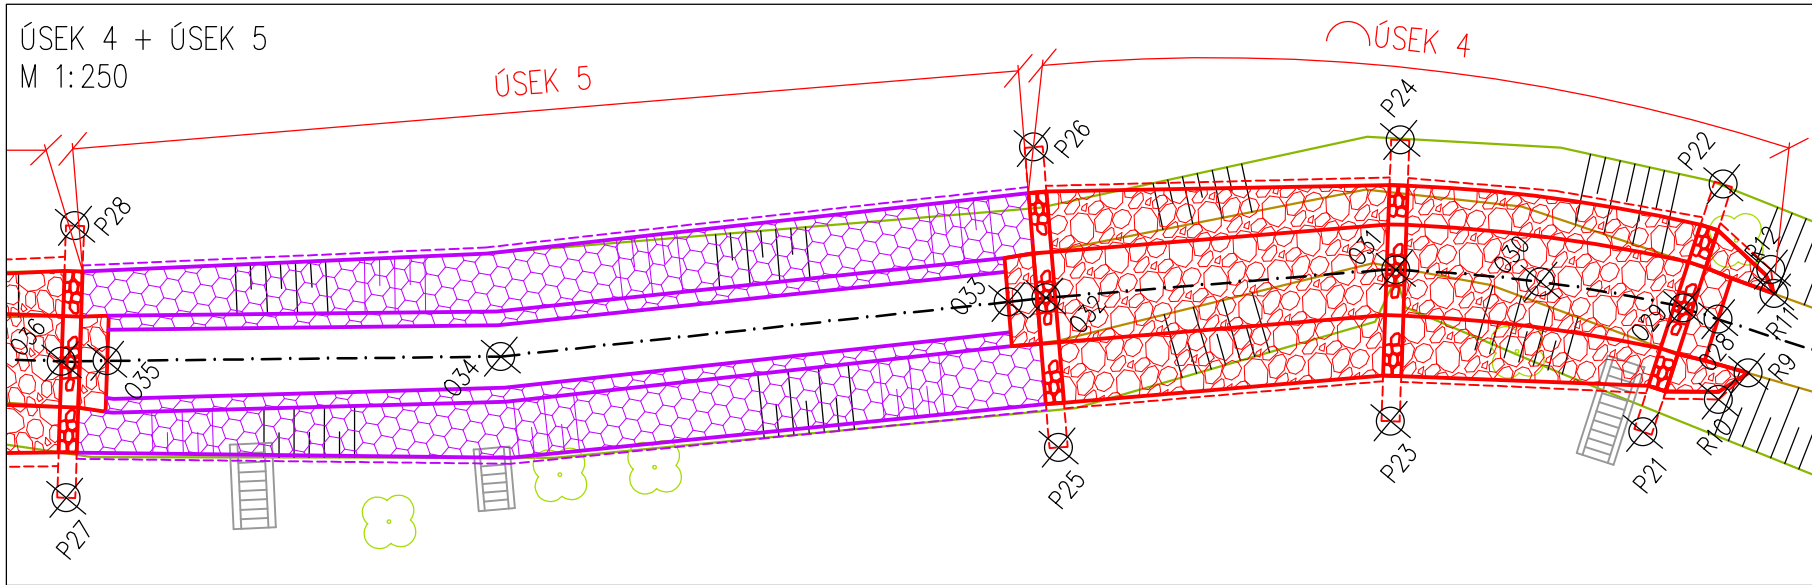 ÚSEK 4 + ÚSEK 5
M 1:250
ÚSEK 5
ÚSEK 4
P28
P26
P24
P22
R12
R11
O36
O35
O34
O33
O32
O31
O30
O29
O28
R9
R10
P27
P25
P23
P21